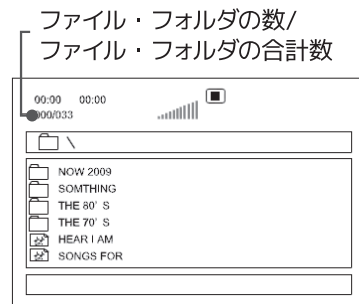 ファイル・フォルダの数/
ファイル・フォルダの合計数
00:00 00:00
000/033
\
NOW 2009
SOMTHING
THE 80' S
THE 70' S
HEAR I AM
SONGS FOR